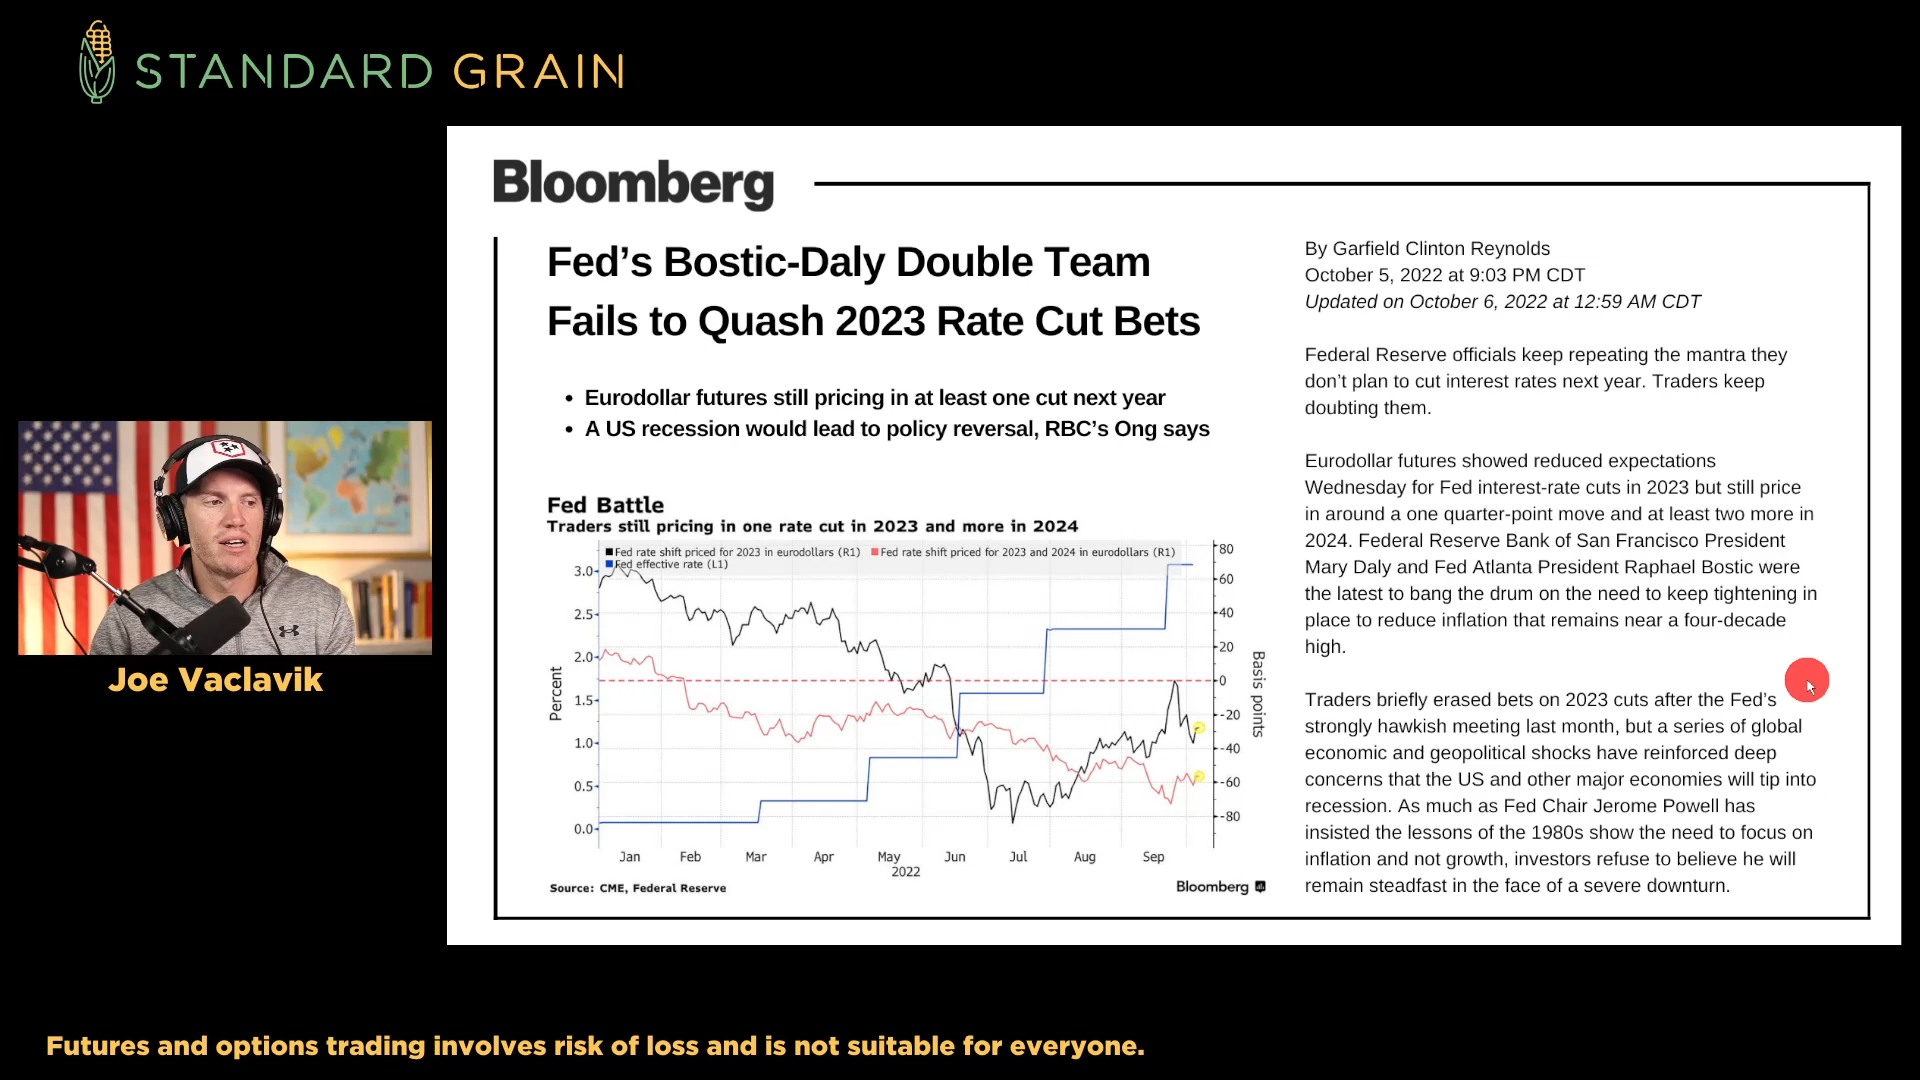 STANDARD GRAIN
Bloomberg
Fed’s Bostic-Daly Double Team
Fails to Quash 2023 Rate Cut Bets
• Eurodollar futures still pricing in at least one cut next year
• A US recession would lead to policy reversal, RBC’s Ong says
Fed Battle
Traders still pricing in one rate cut in 2023 and more in 2024
Fed rate shift priced for 2023 in eurodollars (R1) Fed rate shift priced for 2023 and 2024 in eurodollars (R1)
Fed effective rate (L1)
Percent
3.0
2.5
2.0
1.5
1.0
0.5
0.0
80
60
40
20
0
-20
-40
-60
-80
Basis points
Jan Feb Mar Apr May Jun Jul Aug Sep
2022
Source: CME, Federal Reserve
Bloomberg
By Garfield Clinton Reynolds
October 5, 2022 at 9:03 PM CDT
Updated on October 6, 2022 at 12:59 AM CDT
Federal Reserve officials keep repeating the mantra they
don’t plan to cut interest rates next year. Traders keep
doubting them.
Eurodollar futures showed reduced expectations
Wednesday for Fed interest-rate cuts in 2023 but still price
in around a one quarter-point move and at least two more in
2024. Federal Reserve Bank of San Francisco President
Mary Daly and Fed Atlanta President Raphael Bostic were
the latest to bang the drum on the need to keep tightening in
place to reduce inflation that remains near a four-decade
high.
Traders briefly erased bets on 2023 cuts after the Fed’s
strongly hawkish meeting last month, but a series of global
economic and geopolitical shocks have reinforced deep
concerns that the US and other major economies will tip into
recession. As much as Fed Chair Jerome Powell has
insisted the lessons of the 1980s show the need to focus on
inflation and not growth, investors refuse to believe he will
remain steadfast in the face of a severe downturn.
Joe Vaclavik
Futures and options trading involves risk of loss and is not suitable for everyone.